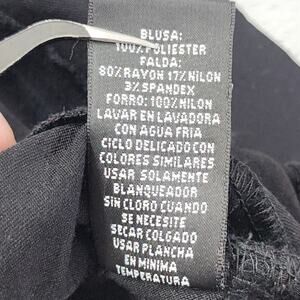 BLUSA:
100% POLIESTER
FALDA:
80%RAYON 17%NILON
3% SPANDEX
FORRO: 100%NILON
LAVAR EN LAVADORA
CON AGUA FRIA
CICLO DELICADO CON
COLORES SIMILARES
USAR SOLAMENTE
BLANQUEADOR
SIN CLORO CUANDO
SE NECESITE
SECAR COLGADO
USAR PLANCHA
EN MINIMA
TEMPERATURA